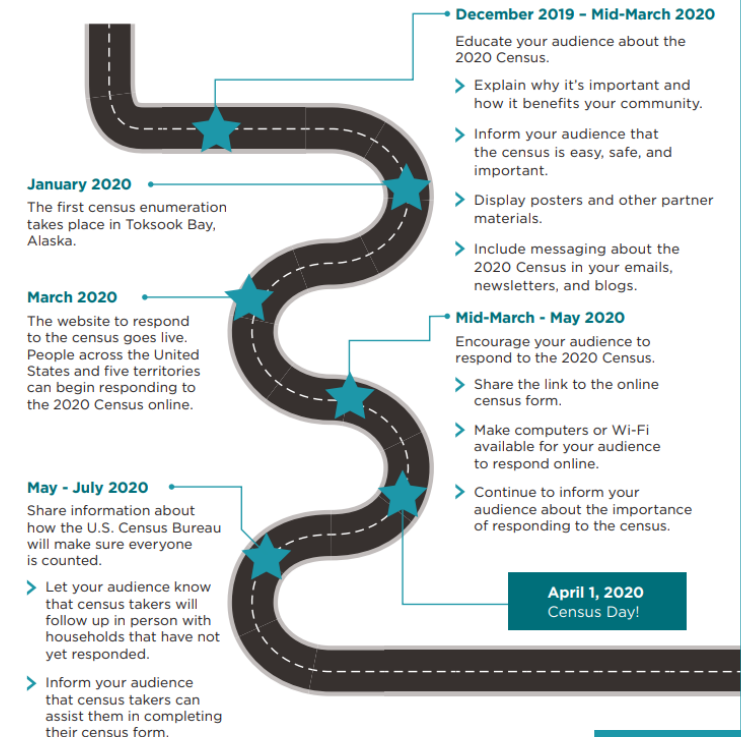 December 2019 – Mid-March 2020
Educate your audience about the
2020 Census.
Explain why it's important and
how it benefits your community.
Inform your audience that
the census is easy, safe, and
important.
Display posters and other partner
materials.
Include messaging about the
2020 Census in your emails,
newsletters, and blogs.
January 2020
The first census enumeration
takes place in Toksook Bay,
Alaska.
March 2020
The website to respond
to the census goes live.
People across the United
States and five territories
can begin responding to
the 2020 Census online.
Mid-March - May 2020
Encourage your audience to
respond to the 2020 Census.
Share the link to the online
census form.
Make computers or Wi-Fi
available for your audience
to respond online.
Continue to inform your
audience about the importance
of responding to the census.
April 1, 2020
Census Day!
May - July 2020
Share information about
how the U.S. Census Bureau
will make sure everyone
is counted.
Let your audience know
that census takers will
follow up in person with
households that have not
yet responded.
Inform your audience
that census takers can
assist them in completing
their census form.